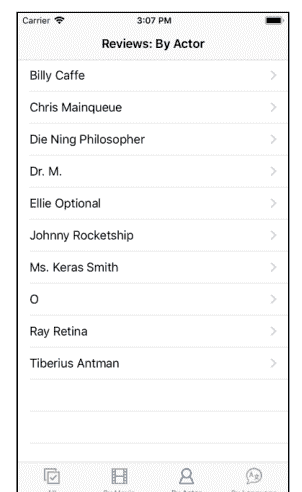 Carrier 3:07 PM
Reviews: By Actor
Billy Caffe
Chris Mainqueue
Die Ning Philosopher
Dr. M.
Ellie Optional
Johnny Rocketship
Ms. Keras Smith
O
Ray Retina
Tiberius Antman